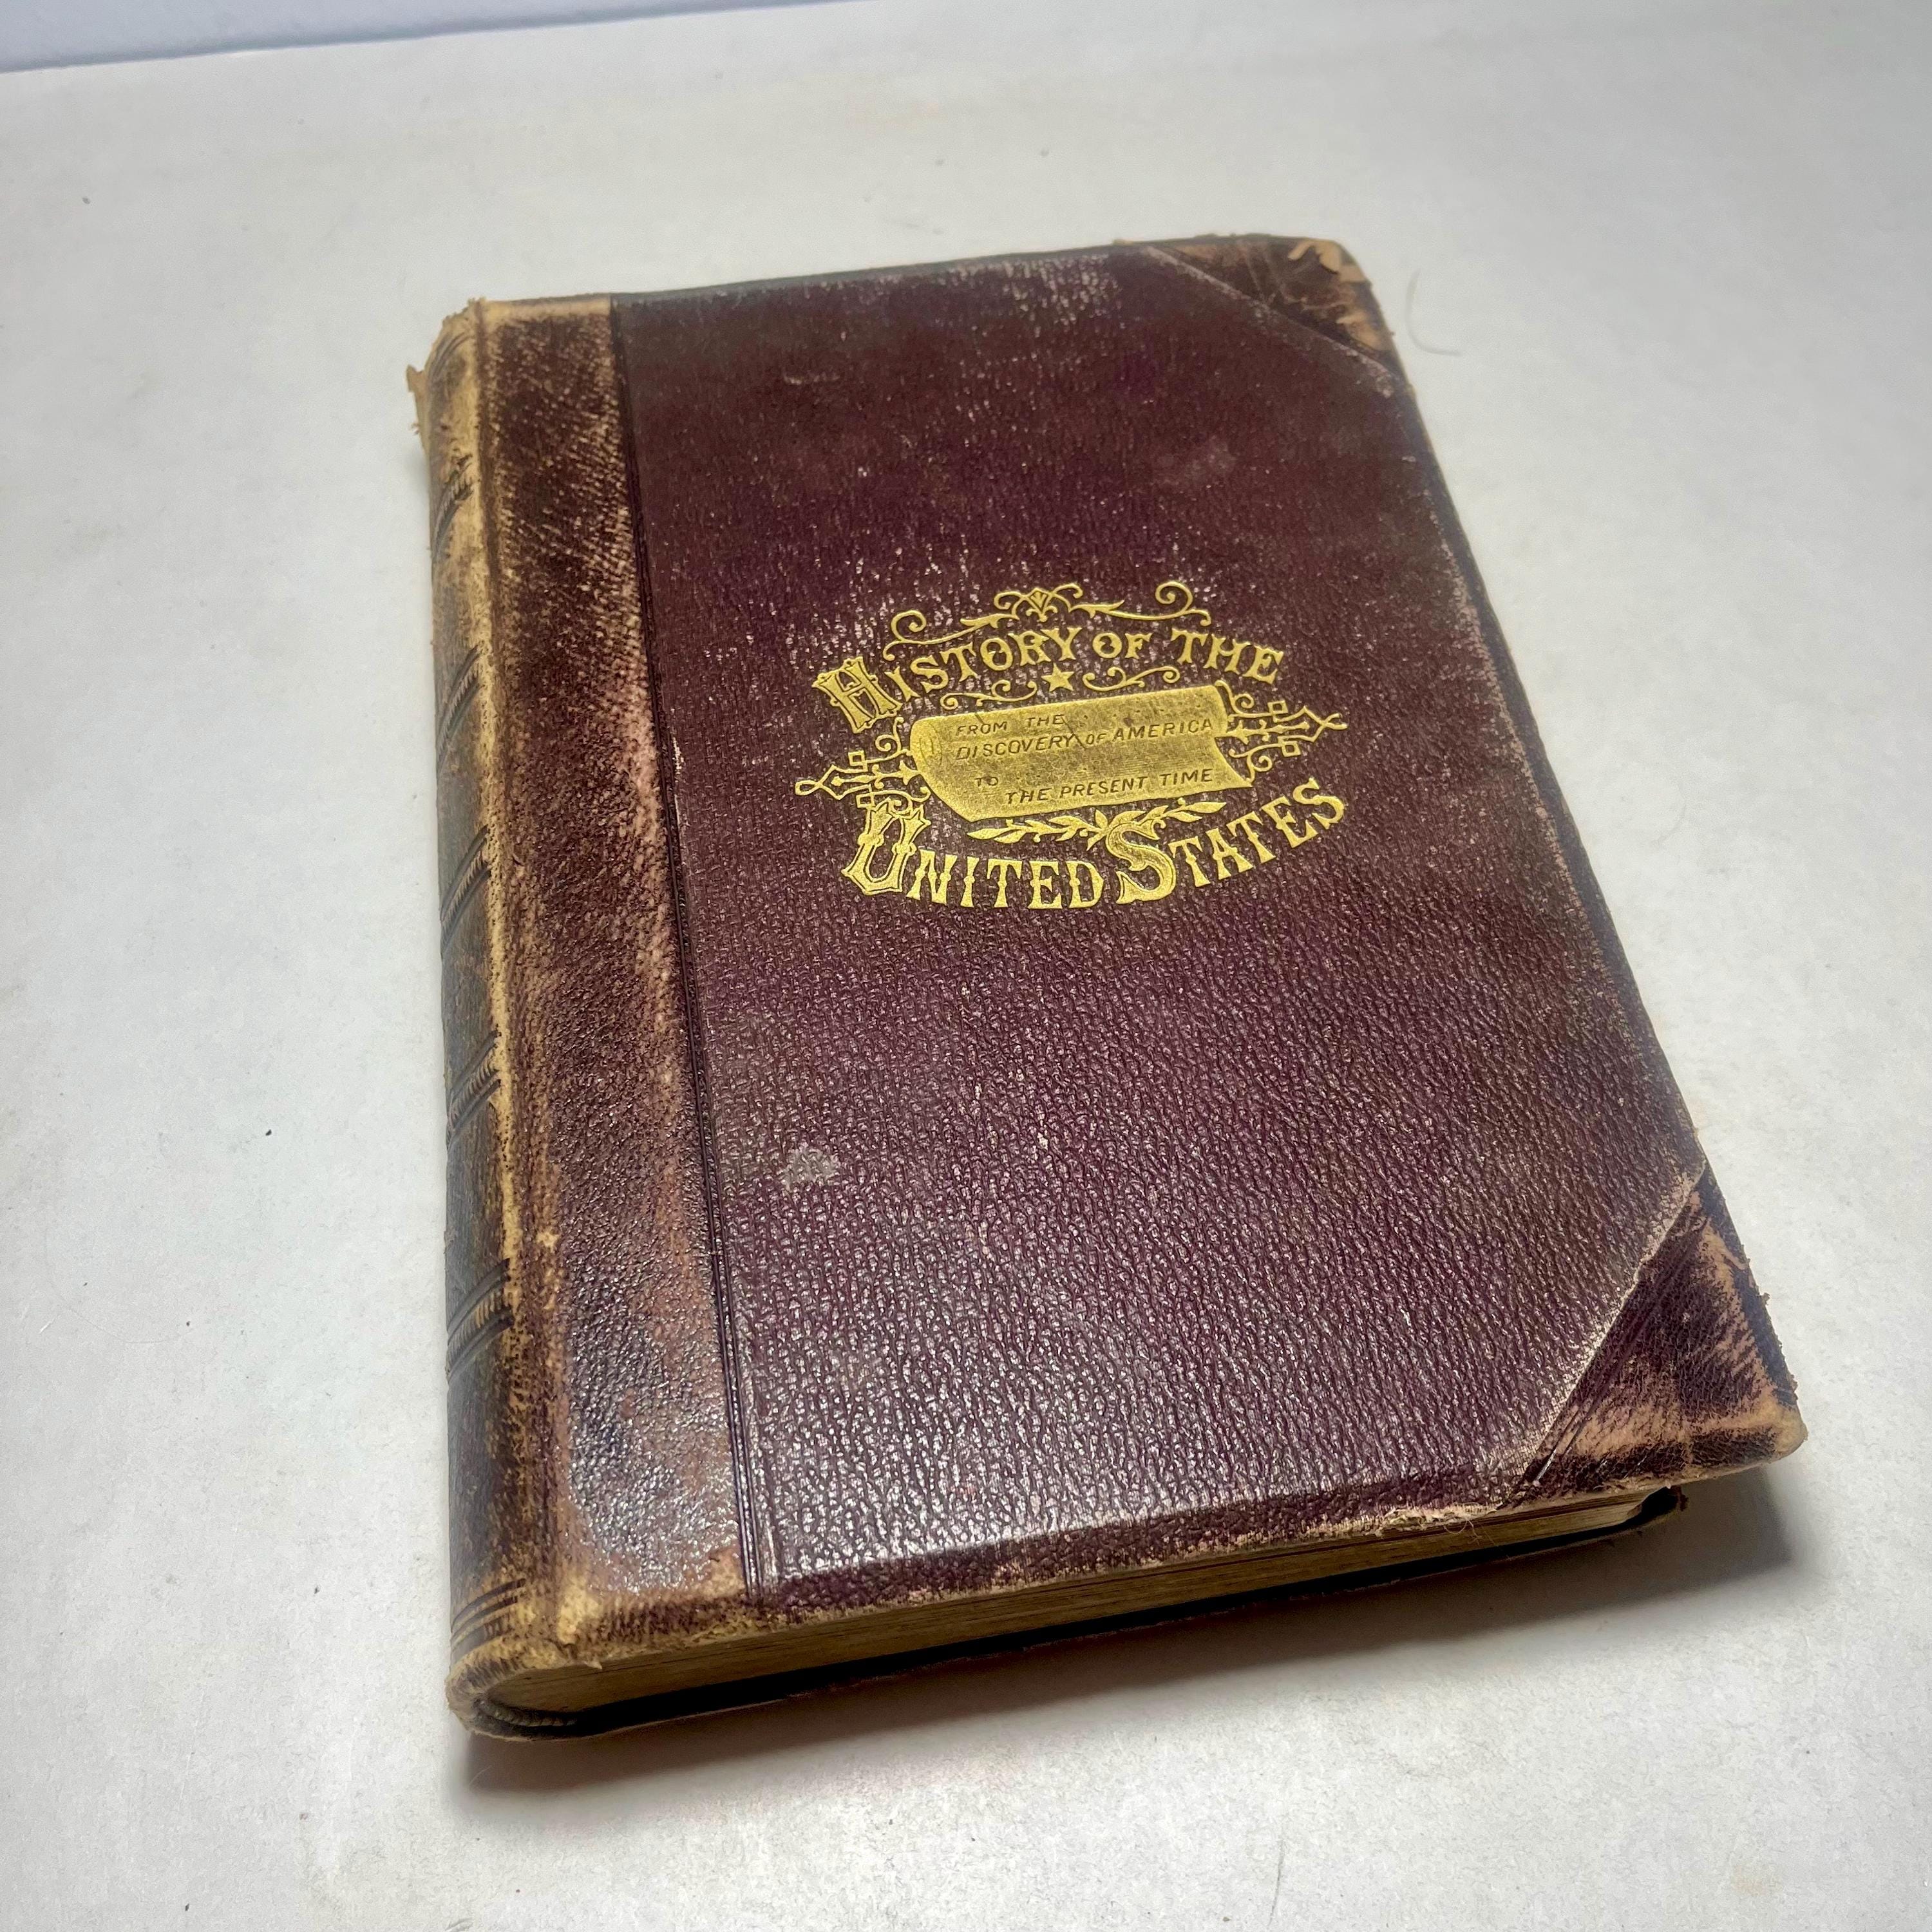 HISTORY OF THE
FROM THE
DISCOVERY OF AMERICA
TO
THE PRESENT TIME
UNITED STATES